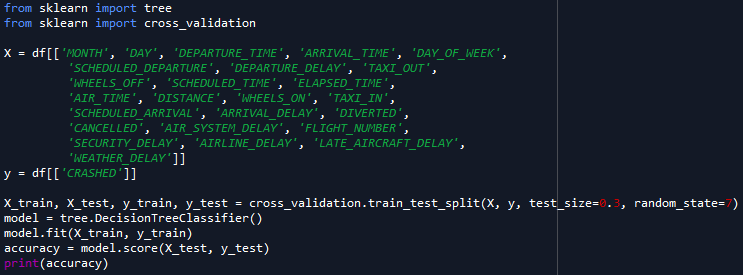 from sklearn import tree
from sklearn import cross_validation
X = df[['MONTH', 'DAY', 'DEPARTURE_TIME', 'ARRIVAL_TIME', 'DAY_OF_WEEK',
'SCHEDULED_DEPARTURE', 'DEPARTURE_DELAY', 'TAXI_OUT',
'WHEELS_OFF', 'SCHEDULED_TIME', 'ELAPSED_TIME',
'AIR_TIME', 'DISTANCE', 'WHEELS_ON', 'TAXI_IN',
'SCHEDULED_ARRIVAL', 'ARRIVAL_DELAY', 'DIVERTED',
'CANCELLED', 'AIR_SYSTEM_DELAY', 'FLIGHT_NUMBER',
'SECURITY_DELAY', 'AIRLINE_DELAY', 'LATE_AIRCRAFT_DELAY',
'WEATHER_DELAY']]
y = df[['CRASHED']]
X_train, X_test, y_train, y_test = cross_validation.train_test_split(X, y, test_size=0.3, random_state=7)
model = tree.DecisionTreeClassifier()
model.fit(X_train, y_train)
accuracy = model.score(X_test, y_test)
print(accuracy)